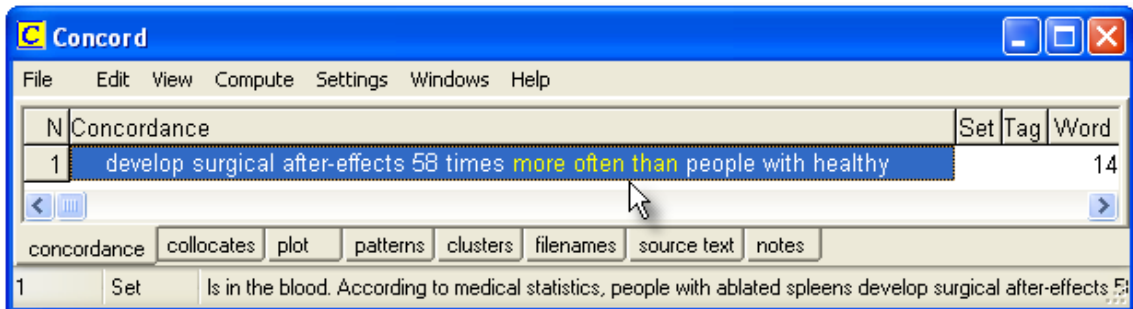 C Concord
File Edit View Compute Settings Windows Help
N Concordance Set Tag Word
1 develop surgical after-effects 58 times more often than people with healthy 14
concordance collocates plot patterns clusters filenames source text notes
1 Set ls in the blood. According to medical statistics, people with ablated spleens develop surgical after-effects 5